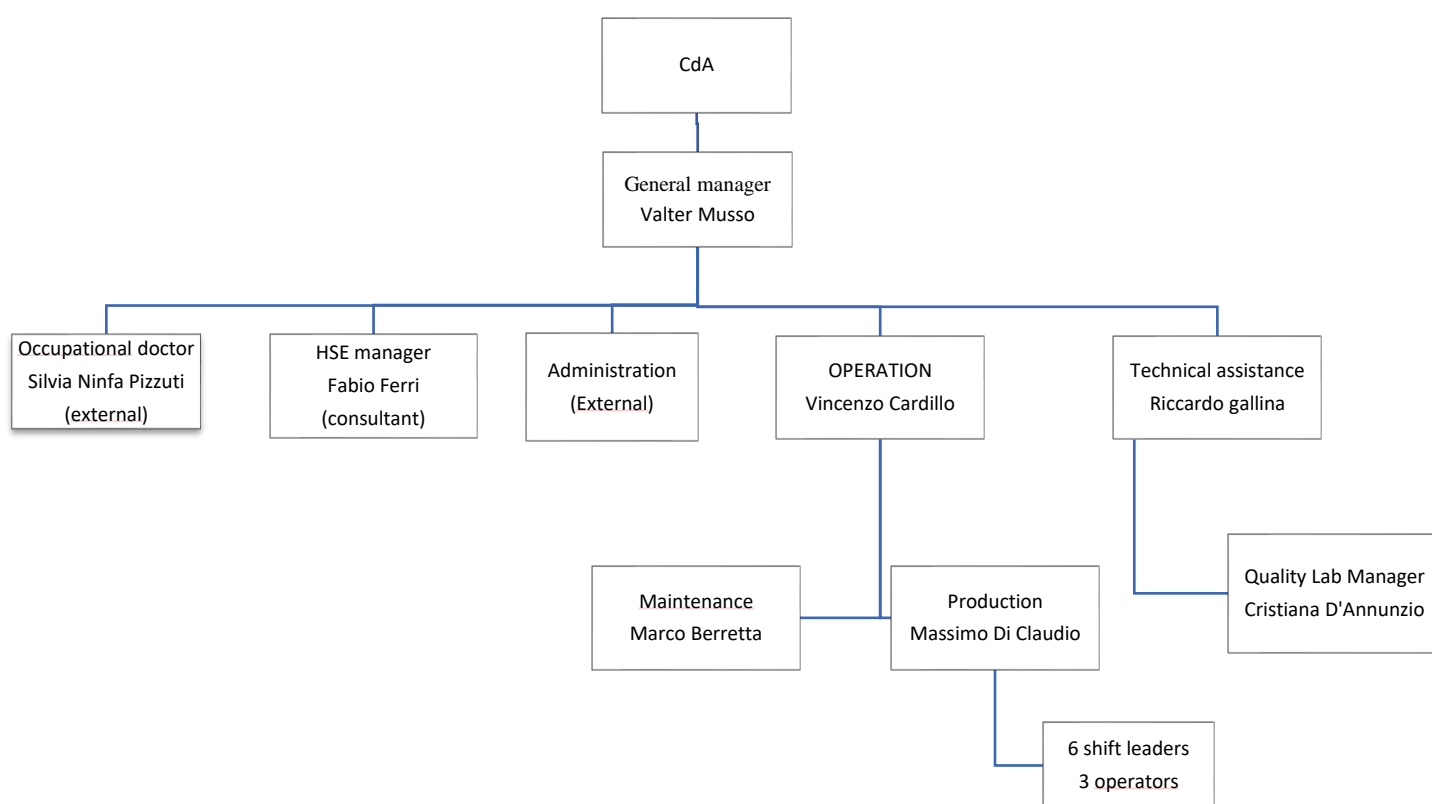 CdA
General manager
Valter Musso
Occupational doctor
Silvia Ninfa Pizzuti
(external)
HSE manager
Fabio Ferri
(consultant)
Administration
(External)
OPERATION
Vincenzo Cardillo
Technical assistance
Riccardo gallina
Maintenance
Marco Berretta
Production
Massimo Di Claudio
Quality Lab Manager
Cristiana D'Annunzio
6 shift leaders
3 operators